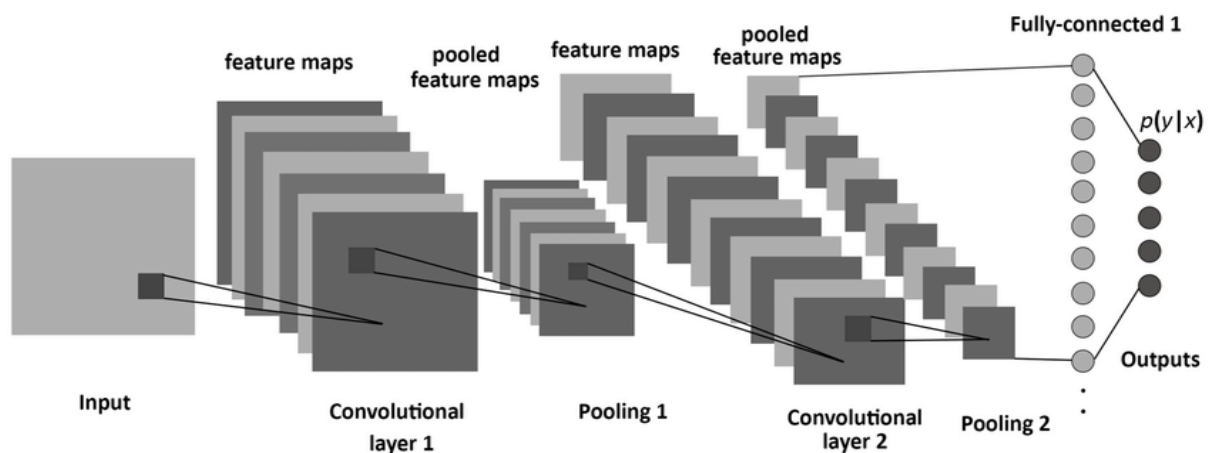 Fully-connected 1
feature maps
pooled
feature maps
feature maps
pooled
feature maps
p(y|x)
Input
Convolutional
layer 1
Pooling 1
Convolutional
layer 2
Pooling 2
Outputs